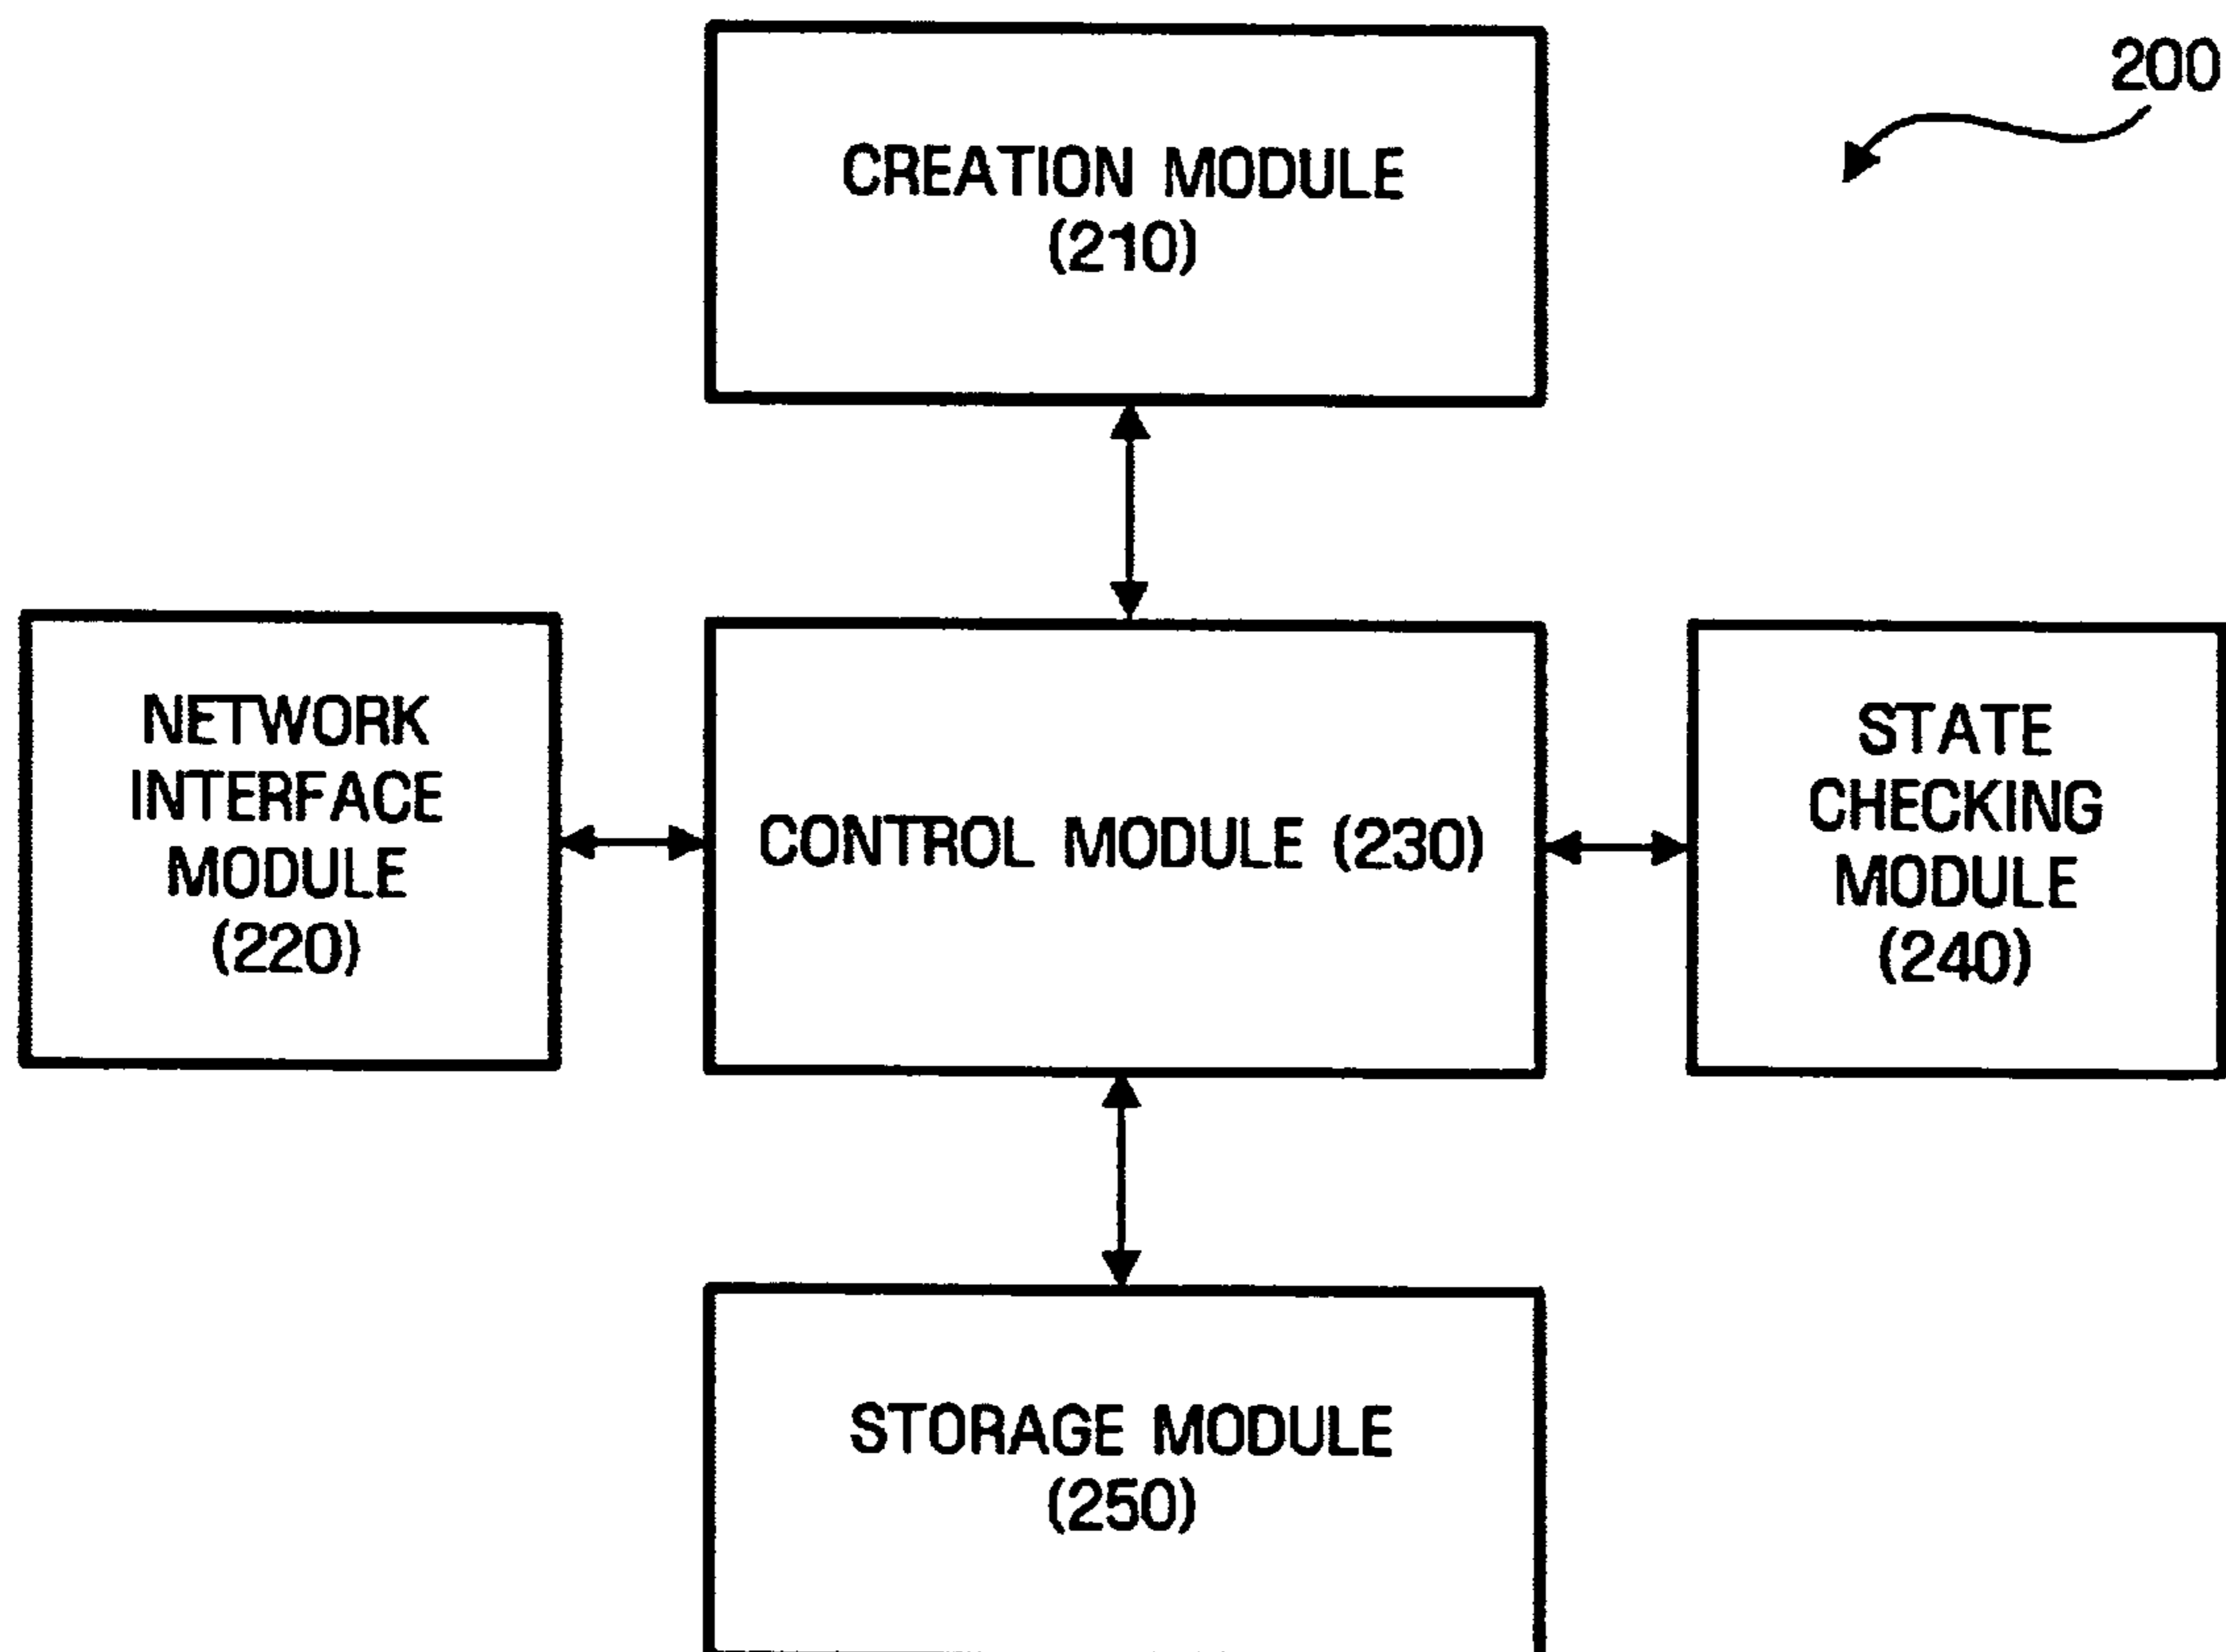 200
CREATION MODULE
(210)
NETWORK
INTERFACE
MODULE
(220)
CONTROL MODULE (230)
STATE
CHECKING
MODULE
(240)
STORAGE MODULE
(250)